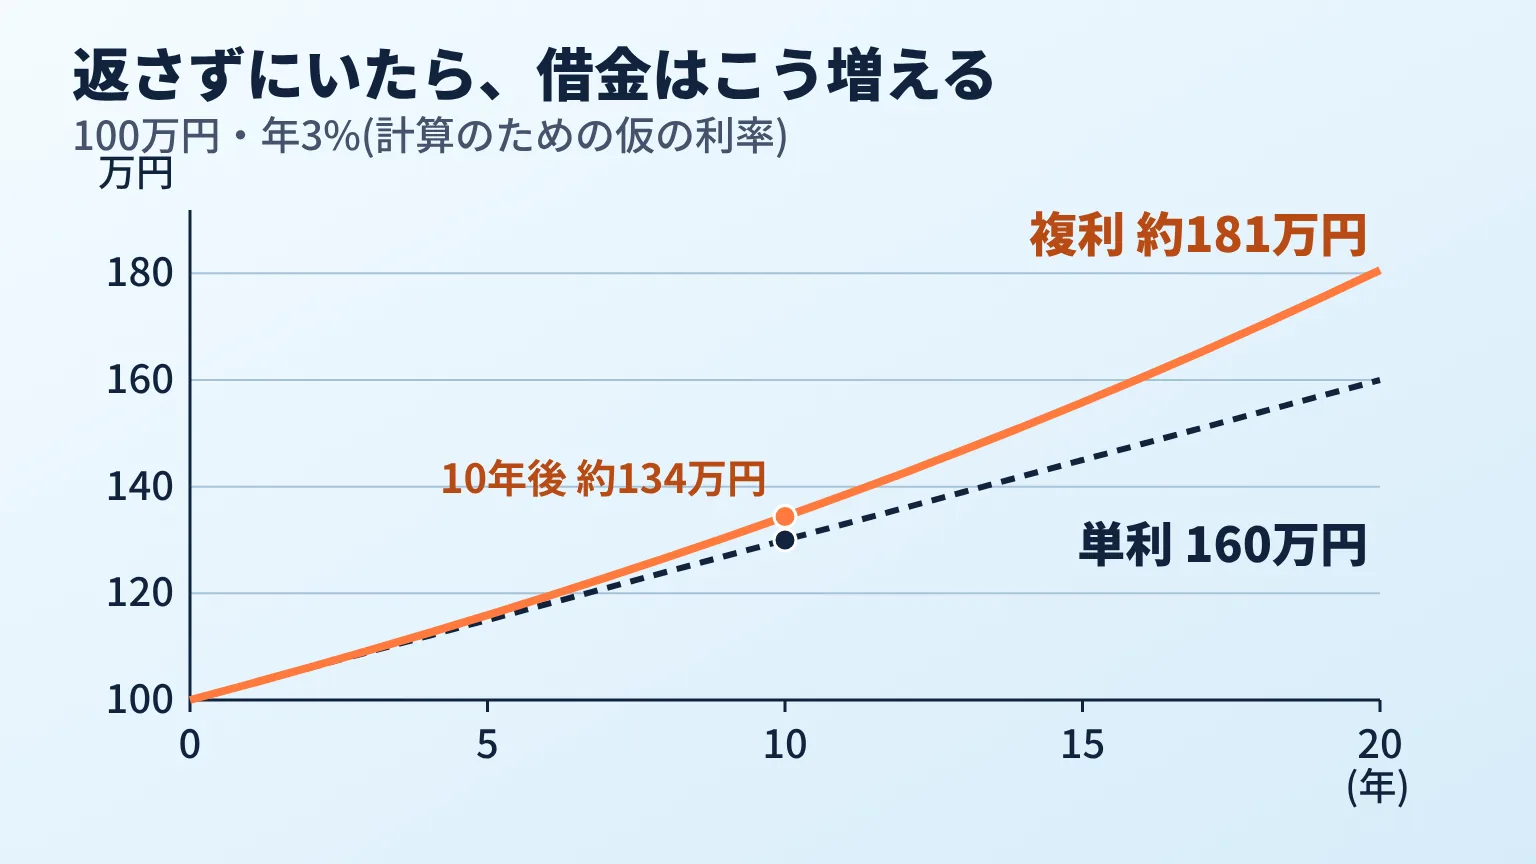 返さずにいたら、借金はこう増える
100万円・年3%(計算のための仮の利率)
万円
複利 約181万円
180
160
10年後 約134万円
140
単利 160万円
120
100
0 5 10 15 20
(年)